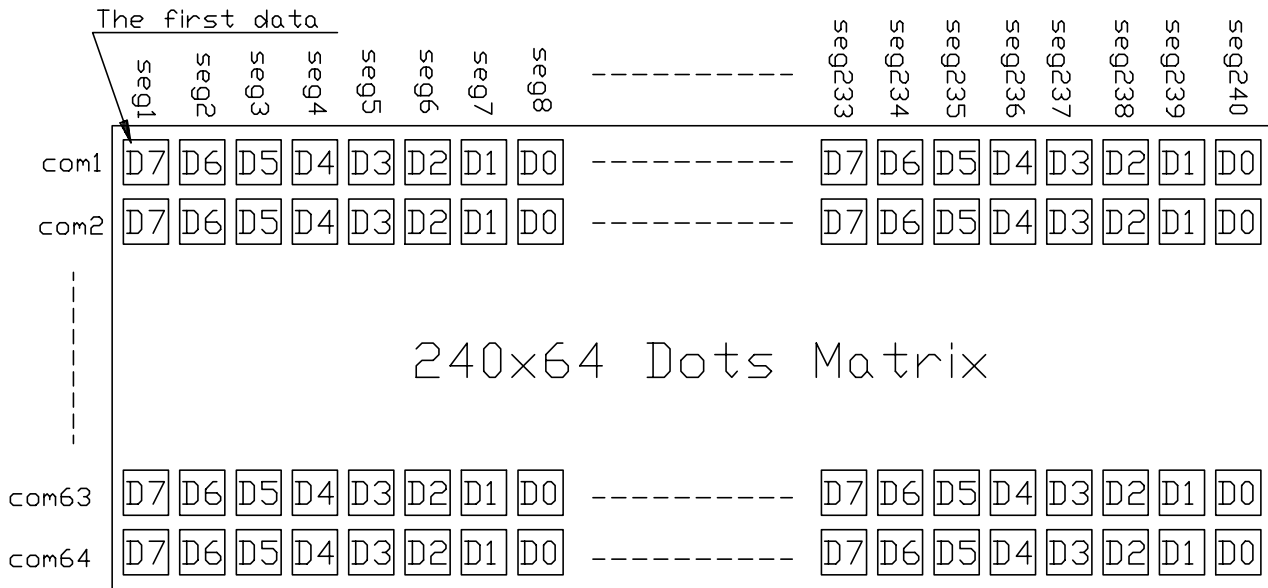 The first data
seg1 seg2 seg3 seg4 seg5 seg6 seg7 seg8 seg233 seg234 seg235 seg236 seg237 seg238 seg239 seg240
com1 D7 D6 D5 D4 D3 D2 D1 D0 D7 D6 D5 D4 D3 D2 D1 D0
com2 D7 D6 D5 D4 D3 D2 D1 D0 D7 D6 D5 D4 D3 D2 D1 D0
240x64 Dots Matrix
com63 D7 D6 D5 D4 D3 D2 D1 D0 D7 D6 D5 D4 D3 D2 D1 D0
com64 D7 D6 D5 D4 D3 D2 D1 D0 D7 D6 D5 D4 D3 D2 D1 D0